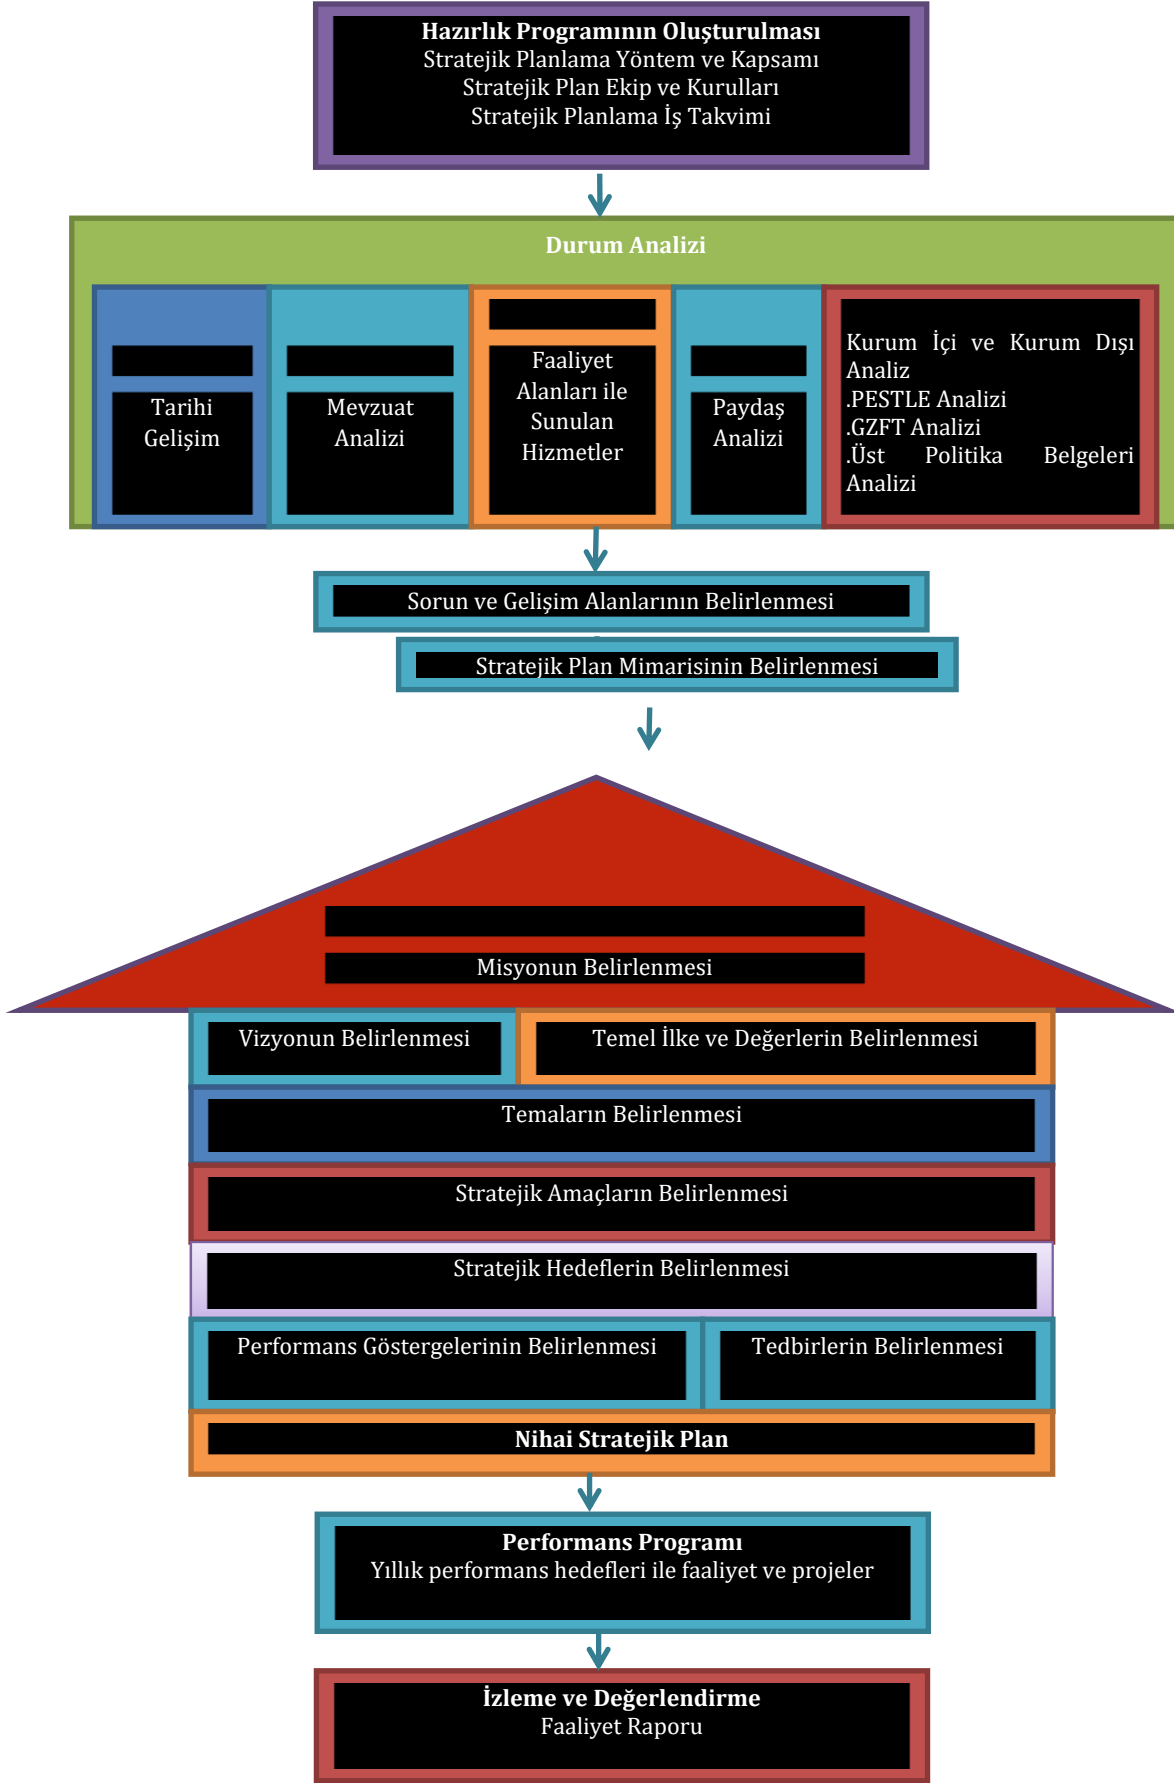 Hazırlık Programının Oluşturulması
Stratejik Planlama Yöntem ve Kapsamı
Stratejik Plan Ekip ve Kurulları
Stratejik Planlama İş Takvimi
Durum Analizi
Tarihi
Gelişim
Mevzuat
Analizi
Faaliyet
Alanları ile
Sunulan
Hizmetler
Paydaş
Analizi
Kurum İçi ve Kurum Dışı
Analiz
.PESTLE Analizi
.GZFT Analizi
.Üst Politika Belgeleri
Analizi
Sorun ve Gelişim Alanlarının Belirlenmesi
Stratejik Plan Mimarisinin Belirlenmesi
Misyonun Belirlenmesi
Vizyonun Belirlenmesi
Temel İlke ve Değerlerin Belirlenmesi
Temaların Belirlenmesi
Stratejik Amaçların Belirlenmesi
Stratejik Hedeflerin Belirlenmesi
Performans Göstergelerinin Belirlenmesi
Tedbirlerin Belirlenmesi
Nihai Stratejik Plan
Performans Programı
Yıllık performans hedefleri ile faaliyet ve projeler
İzleme ve Değerlendirme
Faaliyet Raporu